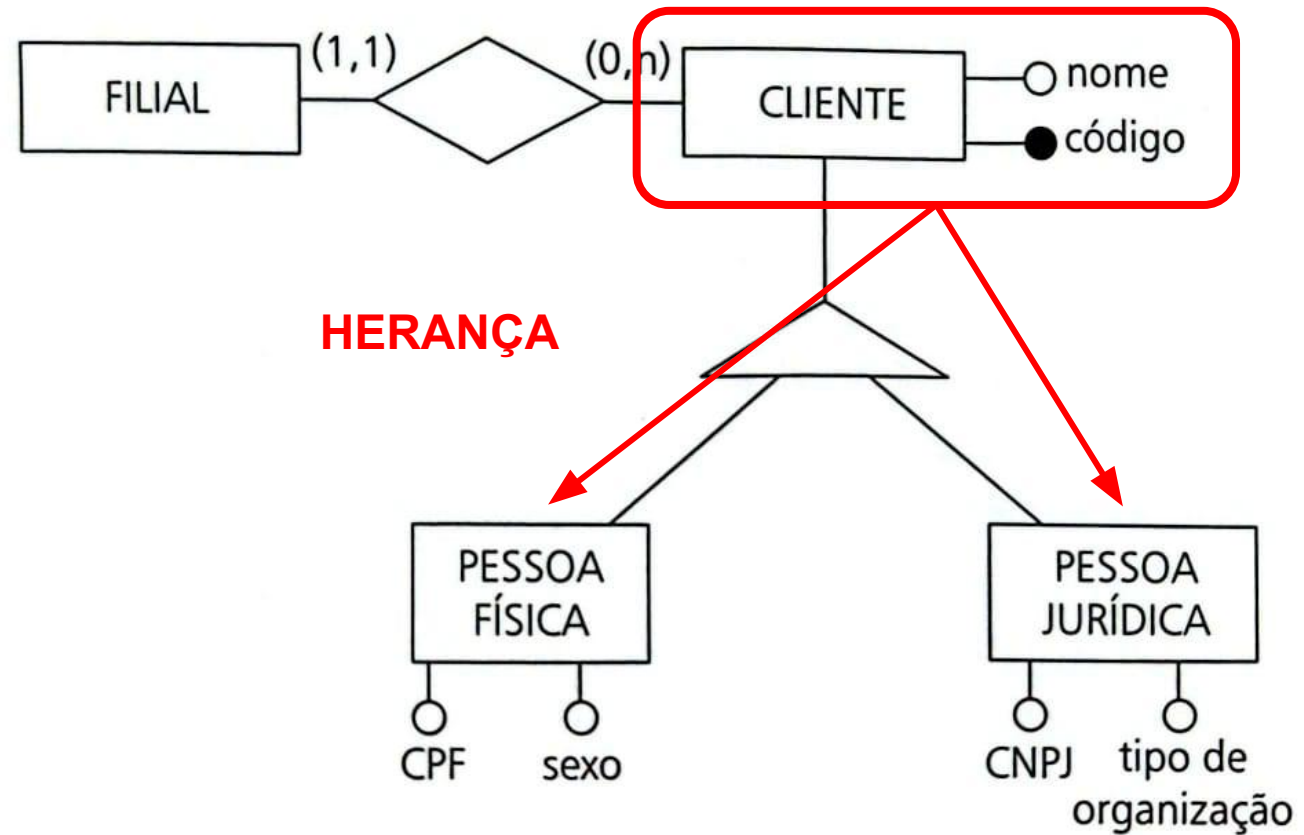 FILIAL
(1,1)
(0,n)
CLIENTE
nome
código
HERANÇA
PESSOA
FÍSICA
CPF
sexo
PESSOA
JURÍDICA
CNPJ
tipo de
organização